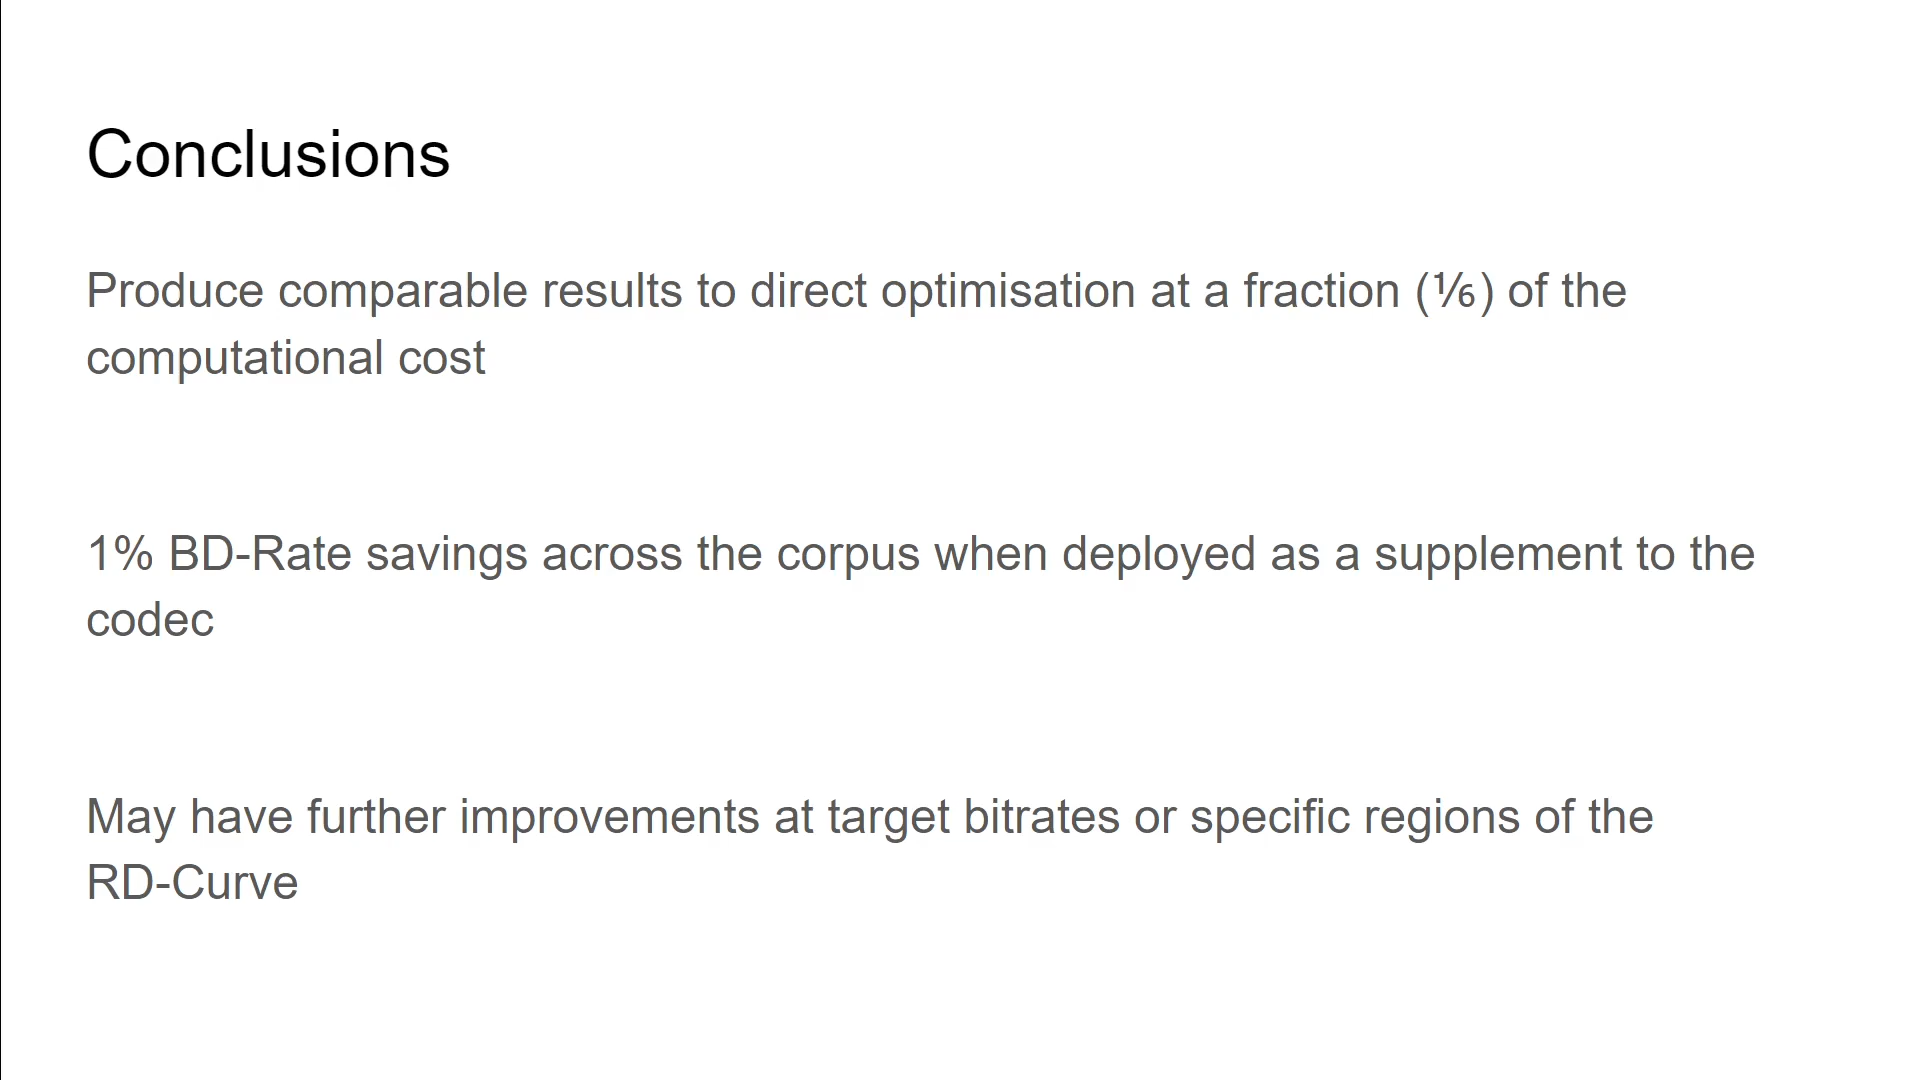 Conclusions
Produce comparable results to direct optimisation at a fraction (⅙) of the
computational cost
1% BD-Rate savings across the corpus when deployed as a supplement to the
codec
May have further improvements at target bitrates or specific regions of the
RD-Curve